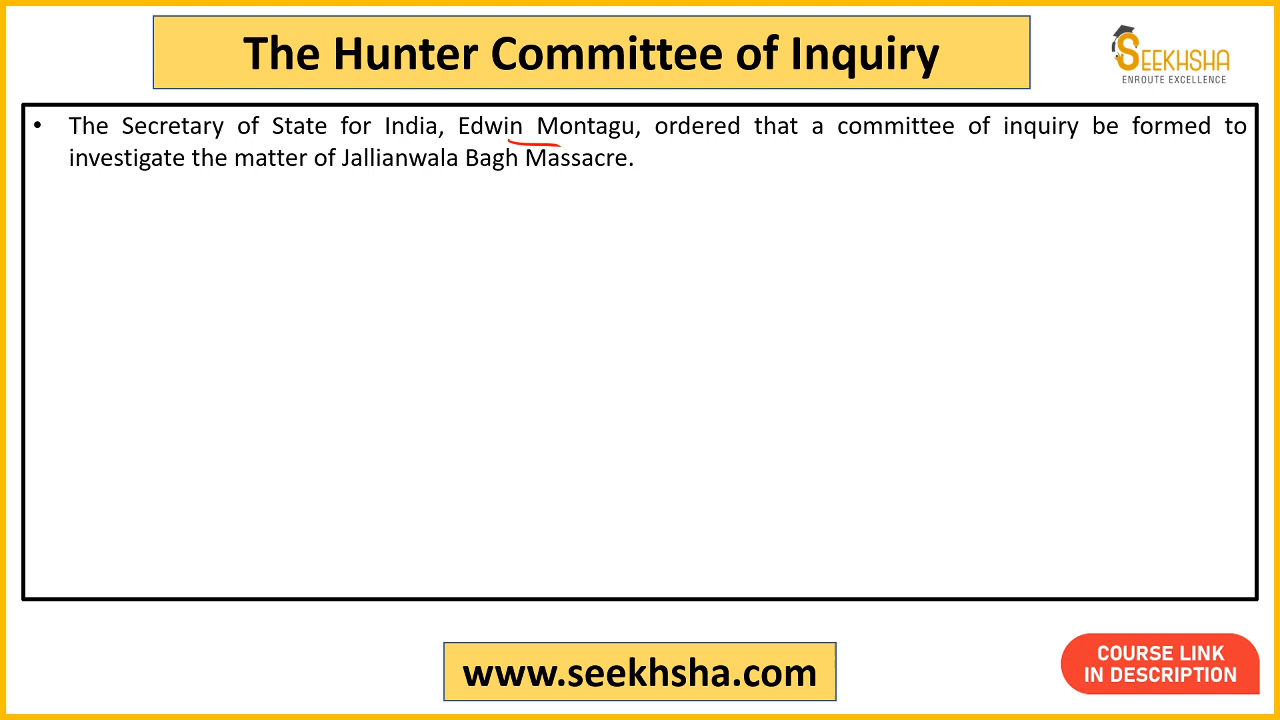 The Hunter Committee of Inquiry
SEEKHSHA
ENROUTE EXCELLENCE
• The Secretary of State for India, Edwin Montagu, ordered that a committee of inquiry be formed to
investigate the matter of Jallianwala Bagh Massacre.
www.seekhsha.com
COURSE LINK
IN DESCRIPTION